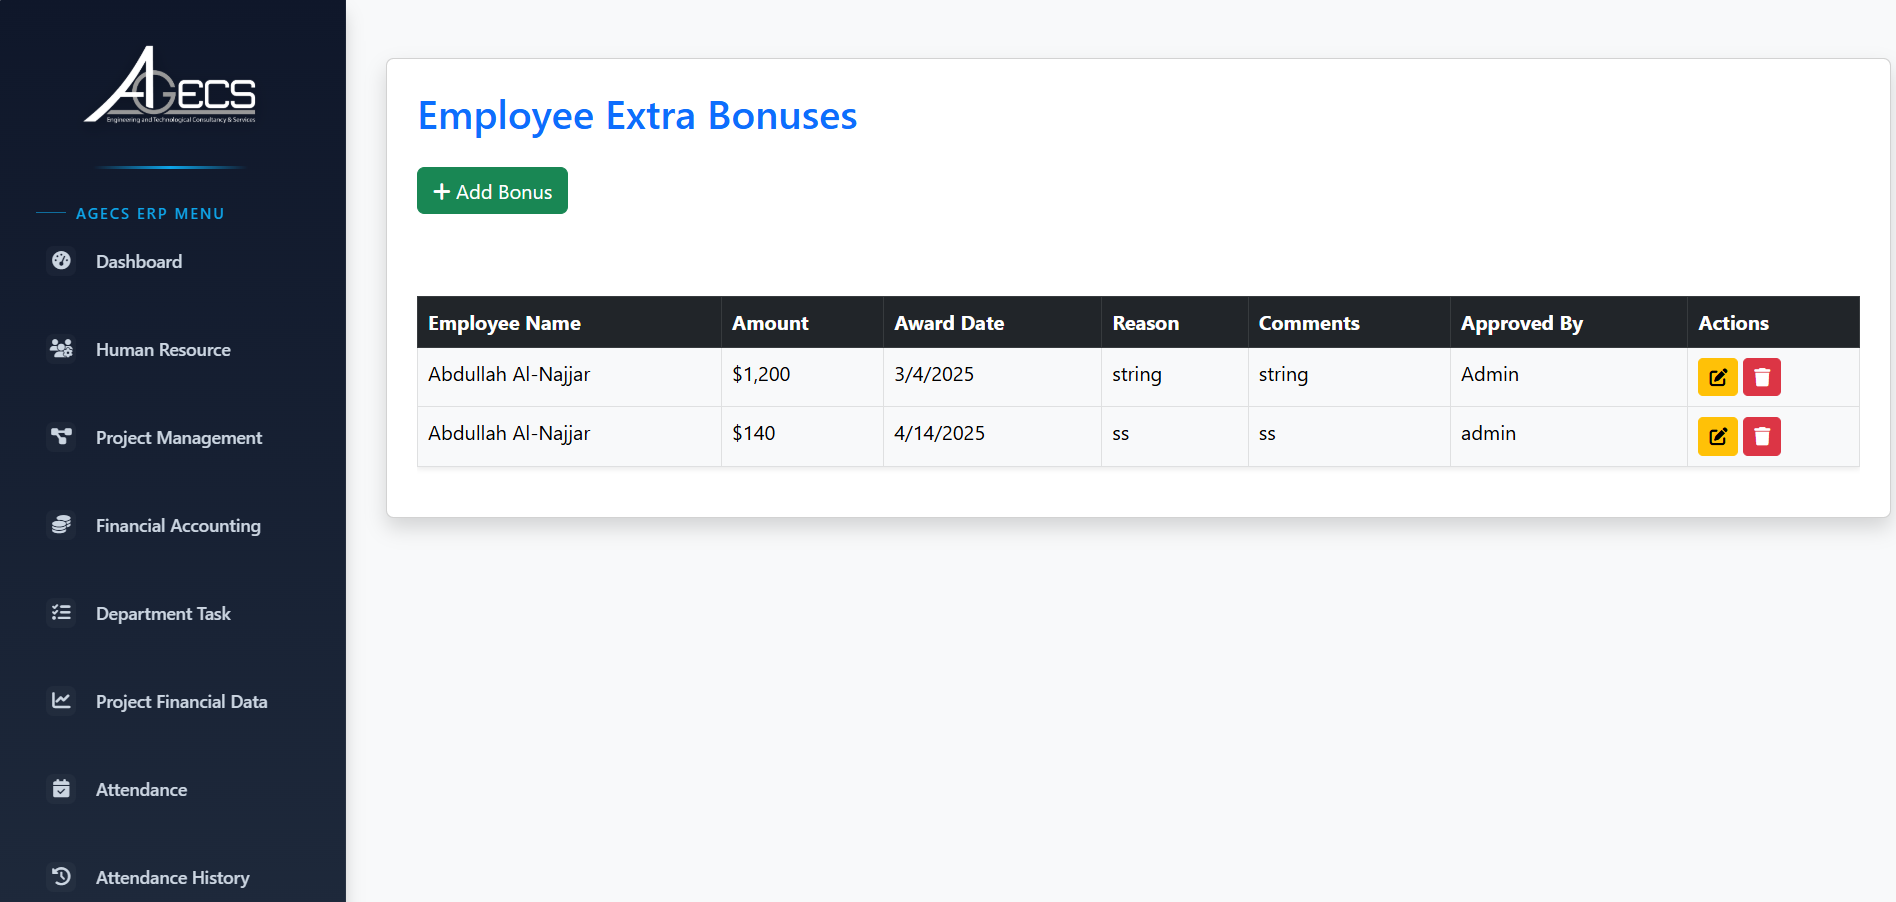 AGECS
Engineering and Technological Consultancy & Services
AGECS ERP MENU
Dashboard
Human Resource
Project Management
Financial Accounting
Department Task
Project Financial Data
Attendance
Attendance History
Employee Extra Bonuses
+ Add Bonus
Employee Name Amount Award Date Reason Comments Approved By Actions
Abdullah Al-Najjar $1,200 3/4/2025 string string Admin
Abdullah Al-Najjar $140 4/14/2025 ss ss admin